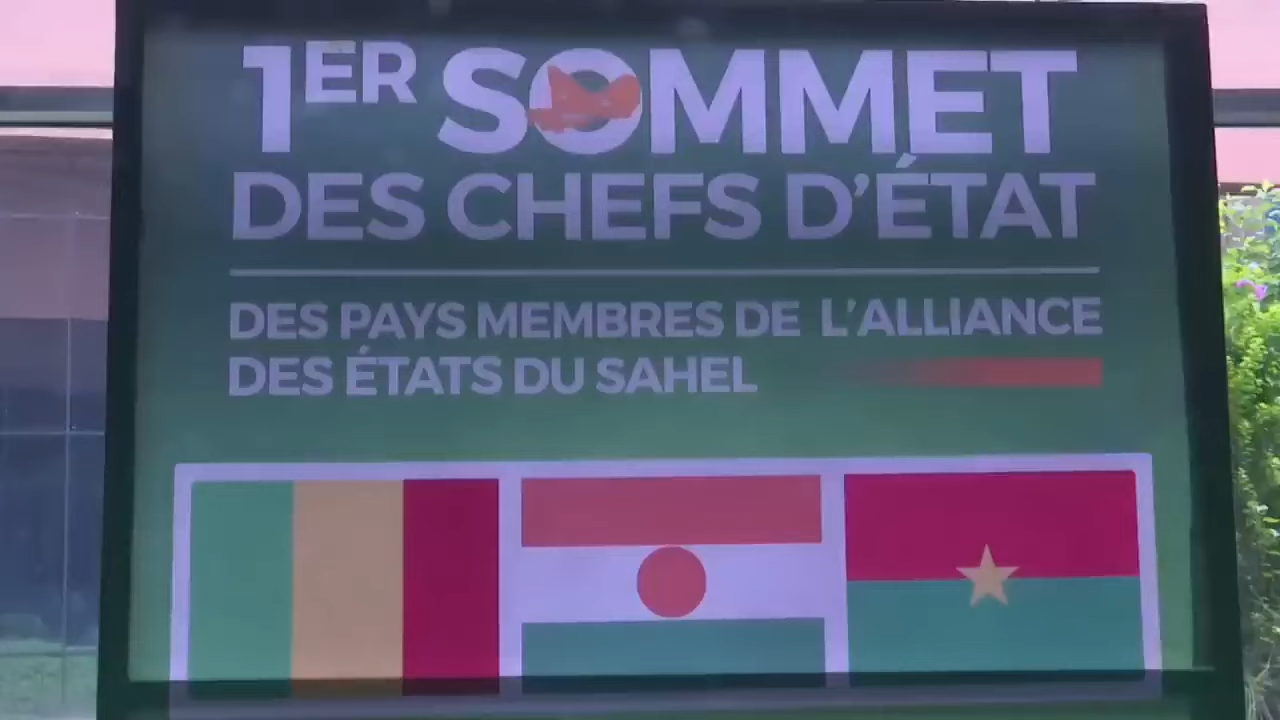 1ER SOMMET
DES CHEFS D'ÉTAT
DES PAYS MEMBRES DE L'ALLIANCE
DES ÉTATS DU SAHEL